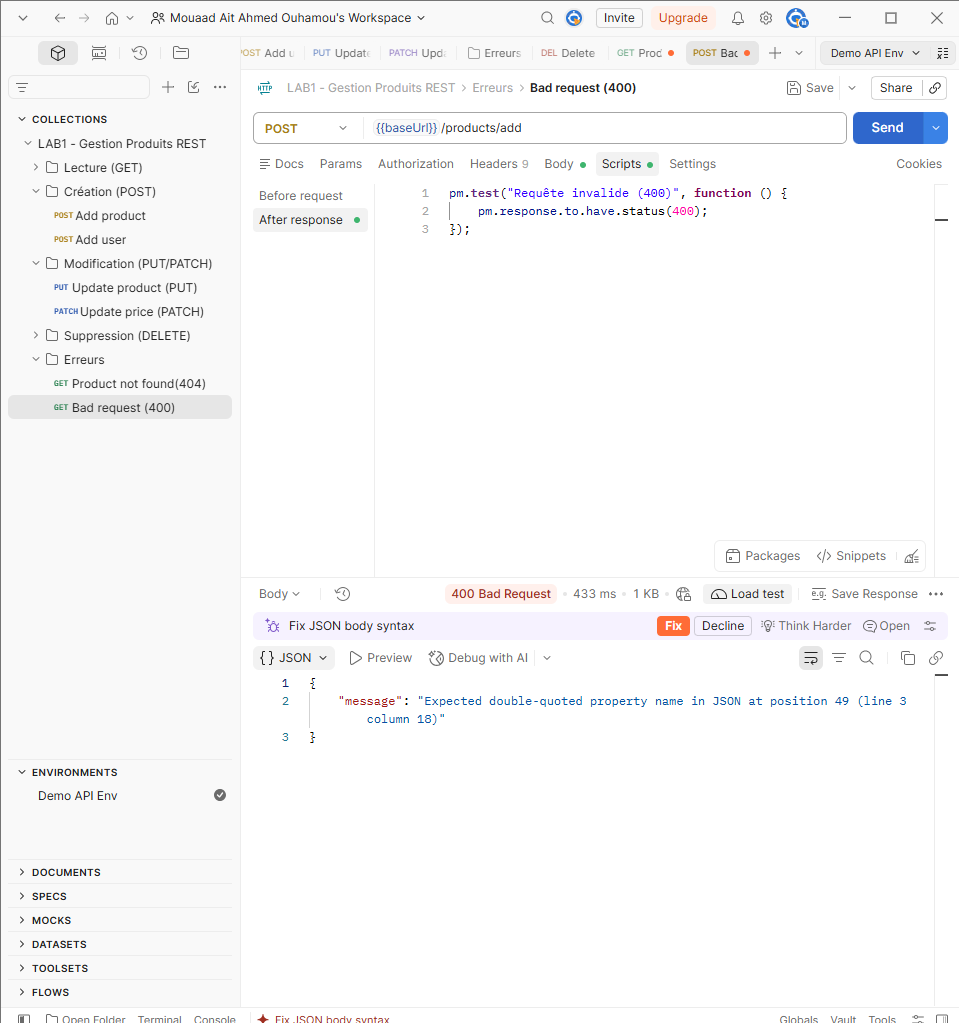 Mouaad Ait Ahmed Ouhamou's Workspace
Invite
Upgrade
POST Add u
PUT Update
PATCH Upda
Erreurs
DEL Delete
GET Prod
POST Bad
Demo API Env
LAB1 - Gestion Produits REST > Erreurs > Bad request (400)
Save
Share
COLLECTIONS
LAB1 - Gestion Produits REST
Lecture (GET)
Création (POST)
POST Add product
POST Add user
Modification (PUT/PATCH)
PUT Update product (PUT)
PATCH Update price (PATCH)
Suppression (DELETE)
Erreurs
GET Product not found(404)
GET Bad request (400)
ENVIRONMENTS
Demo API Env
DOCUMENTS
SPECS
MOCKS
DATASETS
TOOLSETS
FLOWS
POST
{{baseUrl}} /products/add
Send
Docs Params Authorization Headers 9 Body Scripts Settings Cookies
Before request
After response
1 pm.test("Requête invalide (400)", function () {
2 pm.response.to.have.status(400);
3 });
Packages </> Snippets
Body
400 Bad Request • 433 ms • 1 KB
Load test
e.g. Save Response
Fix JSON body syntax
Fix
Decline
Think Harder
Open
{} JSON
Preview
Debug with AI
1 {
2 "message": "Expected double-quoted property name in JSON at position 49 (line 3
column 18)"
3 }
Open Folder Terminal Console
Fix JSON body syntax
Globals Vault Tools